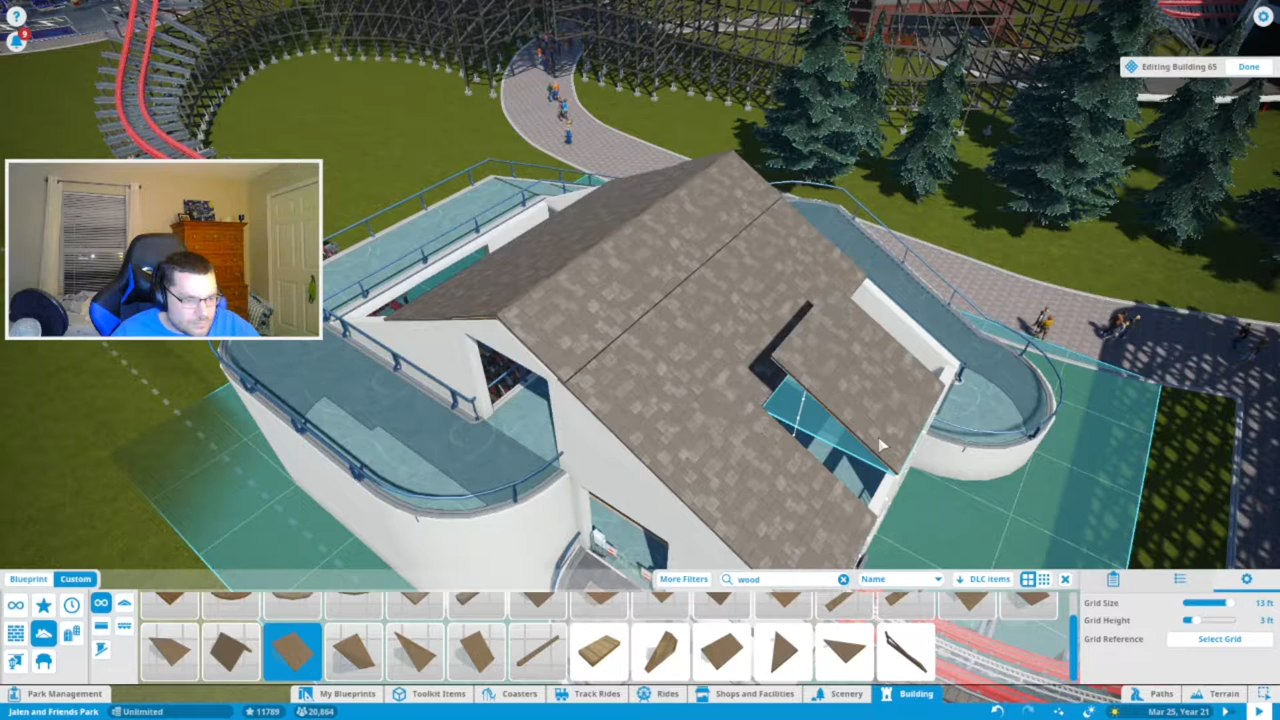 ?
9
Editing Building 65 Done
Blueprint Custom More Filters wood Name DLC Items
Grid Size 13 ft
Grid Height 3 ft
Grid Reference Select Grid
Park Management My Blueprints Toolkit Items Coasters Track Rides Rides Shops and Facilities Scenery Building Paths Terrain
Jalen and Friends Park Unlimited 11789 20,864 Mar 25, Year 21